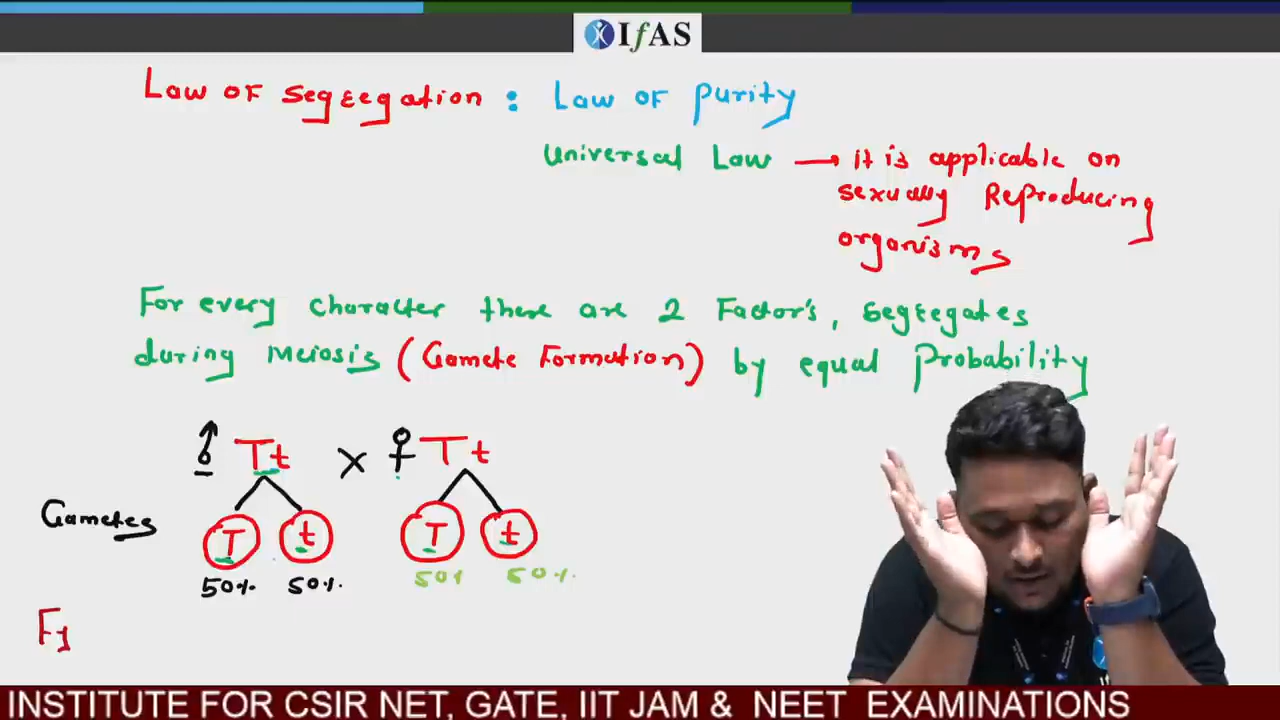 IfAS
Law of segregation : Law of purity
Universal Law → it is applicable on
sexually Reproducing
organisms
For every character there are 2 Factor's, segregates
during Meiosis (Gamete Formation) by equal Probability
♂ Tt × ♀ Tt
Gametes T t T t
50% 50% 50% 50%.
F1
INSTITUTE FOR CSIR NET, GATE, IIT JAM & NEET EXAMINATIONS